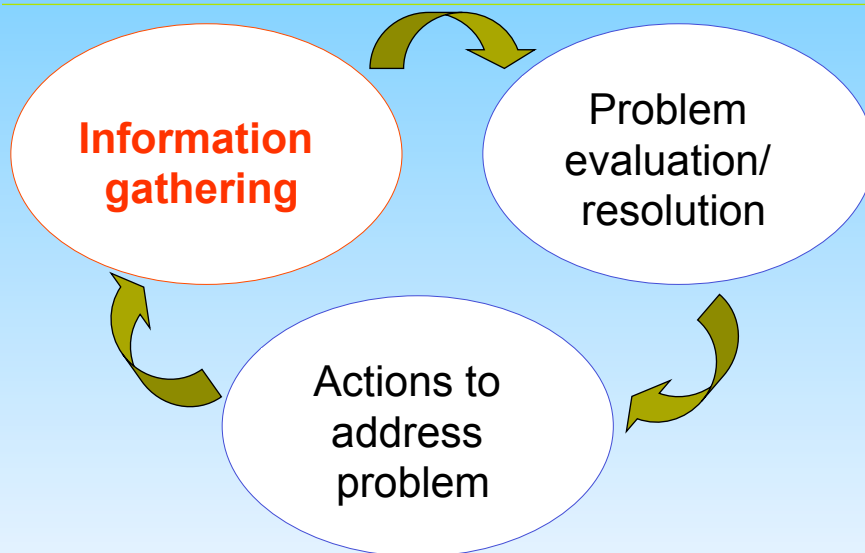 Information
gathering
Problem
evaluation/
resolution
Actions to
address
problem